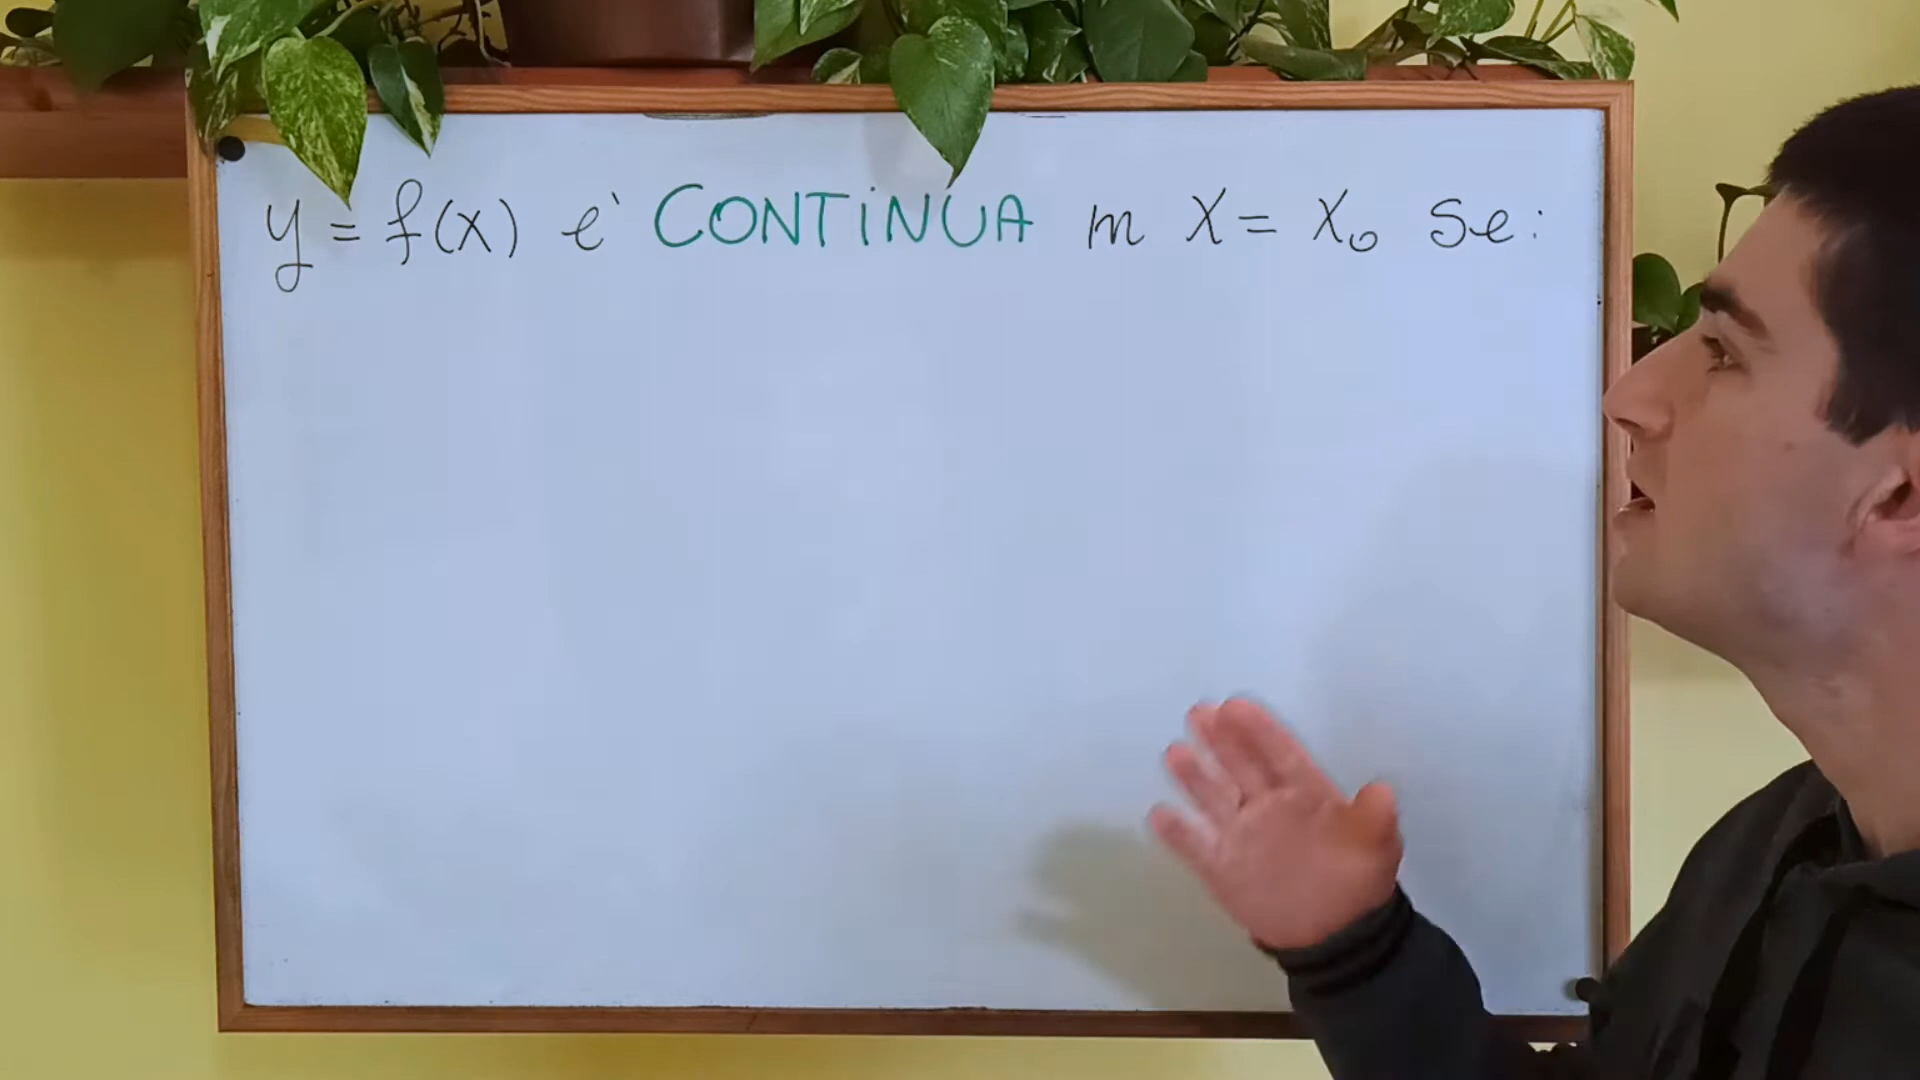 y = f(x) e' CONTiNUA in x = x₀ se: